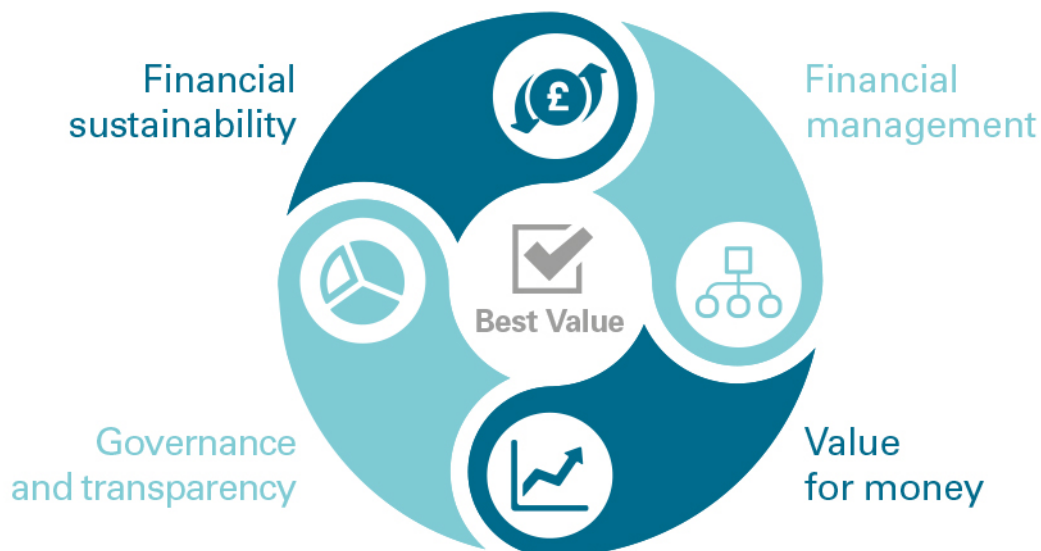 Financial
sustainability
Financial
management
£
Best Value
Governance
and transparency
Value
for money